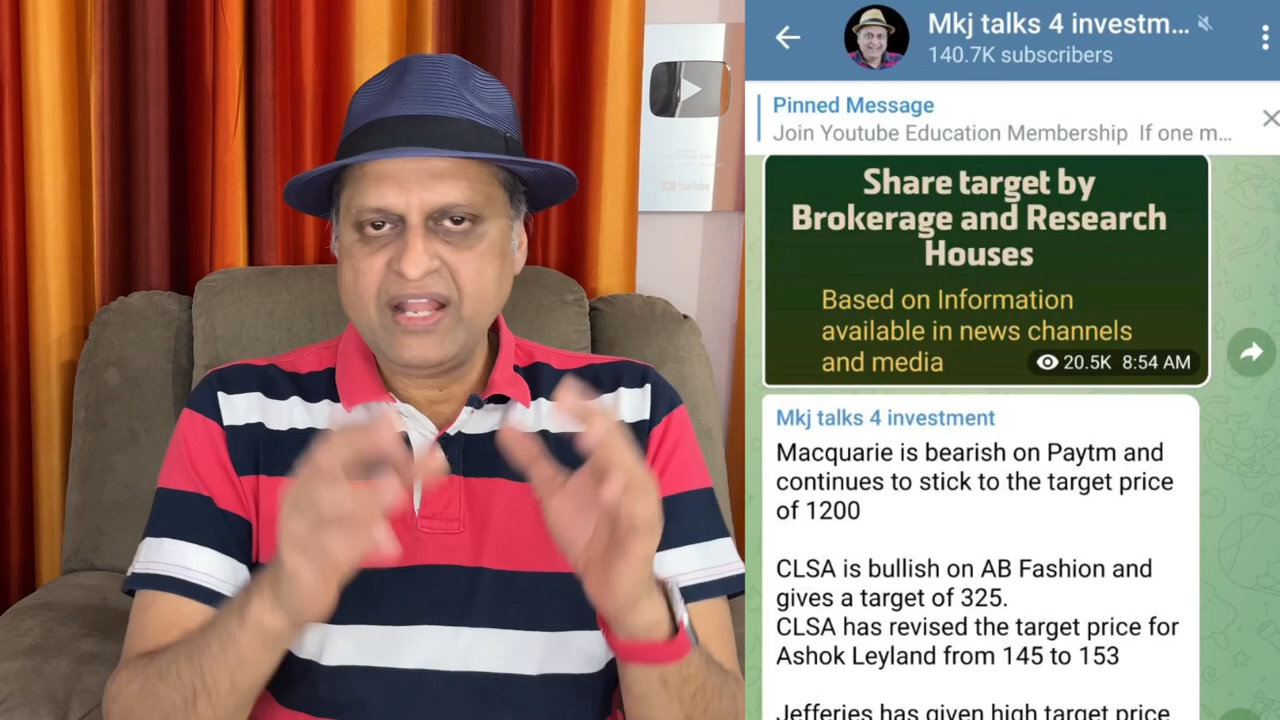 YouTube
Mkj talks 4 investm...
140.7K subscribers
Pinned Message
Join Youtube Education Membership If one m...
Share target by
Brokerage and Research
Houses
Based on Information
available in news channels
and media
20.5K 8:54 AM
Mkj talks 4 investment
Macquarie is bearish on Paytm and
continues to stick to the target price
of 1200
CLSA is bullish on AB Fashion and
gives a target of 325.
CLSA has revised the target price for
Ashok Leyland from 145 to 153
Jefferies has given high target price